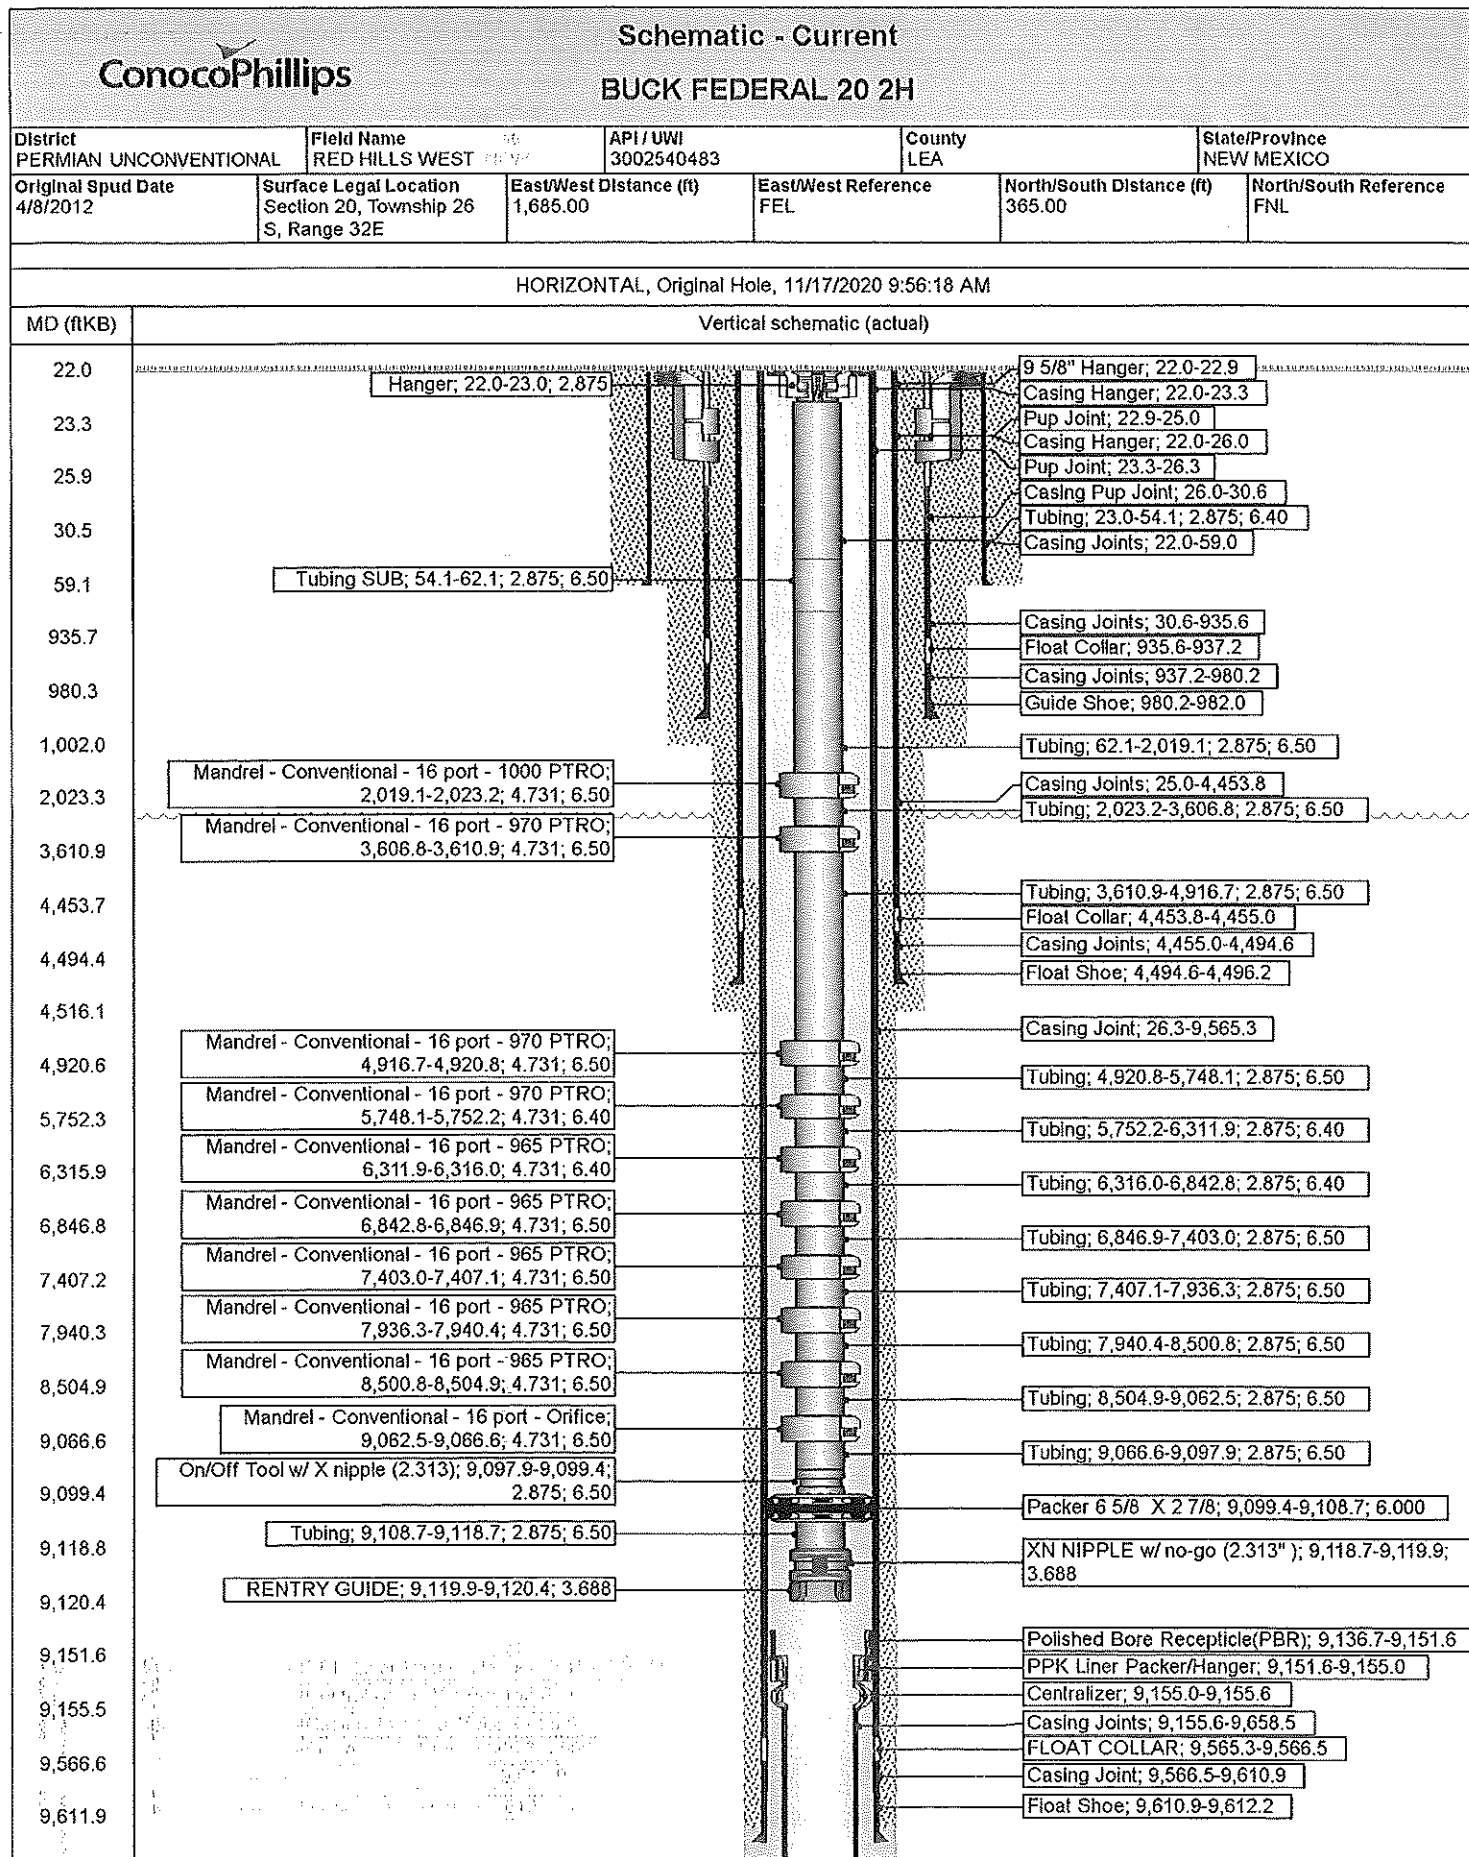 ConocoPhillips
Schematic - Current
BUCK FEDERAL 20 2H
District
PERMIAN UNCONVENTIONAL
Field Name
RED HILLS WEST
API / UWI
3002540483
County
LEA
State/Province
NEW MEXICO
Original Spud Date
4/8/2012
Surface Legal Location
Section 20, Township 26
S, Range 32E
East/West Distance (ft)
1,685.00
East/West Reference
FEL
North/South Distance (ft)
365.00
North/South Reference
FNL
HORIZONTAL, Original Hole, 11/17/2020 9:56:18 AM
MD (ftKB)
Vertical schematic (actual)
22.0
23.3
25.9
30.5
59.1
935.7
980.3
1,002.0
2,023.3
3,610.9
4,453.7
4,494.4
4,516.1
4,920.6
5,752.3
6,315.9
6,846.8
7,407.2
7,940.3
8,504.9
9,066.6
9,099.4
9,118.8
9,120.4
9,151.6
9,155.5
9,566.6
9,611.9
Hanger; 22.0-23.0; 2.875
Tubing SUB; 54.1-62.1; 2.875; 6.50
Mandrel - Conventional - 16 port - 1000 PTRO;
2,019.1-2,023.2; 4.731; 6.50
Mandrel - Conventional - 16 port - 970 PTRO;
3,606.8-3,610.9; 4.731; 6.50
Mandrel - Conventional - 16 port - 970 PTRO;
4,916.7-4,920.8; 4.731; 6.50
Mandrel - Conventional - 16 port - 970 PTRO;
5,748.1-5,752.2; 4.731; 6.40
Mandrel - Conventional - 16 port - 965 PTRO;
6,311.9-6,316.0; 4.731; 6.40
Mandrel - Conventional - 16 port - 965 PTRO;
6,842.8-6,846.9; 4.731; 6.50
Mandrel - Conventional - 16 port - 965 PTRO;
7,403.0-7,407.1; 4.731; 6.50
Mandrel - Conventional - 16 port - 965 PTRO;
7,936.3-7,940.4; 4.731; 6.50
Mandrel - Conventional - 16 port - 965 PTRO;
8,500.8-8,504.9; 4.731; 6.50
Mandrel - Conventional - 16 port - Orifice;
9,062.5-9,066.6; 4.731; 6.50
On/Off Tool w/ X nipple (2.313); 9,097.9-9,099.4;
2.875; 6.50
Tubing; 9,108.7-9,118.7; 2.875; 6.50
RENTRY GUIDE; 9,119.9-9,120.4; 3.688
9 5/8" Hanger; 22.0-22.9
Casing Hanger; 22.0-23.3
Pup Joint; 22.9-25.0
Casing Hanger; 22.0-26.0
Pup Joint; 23.3-26.3
Casing Pup Joint; 26.0-30.6
Tubing; 23.0-54.1; 2.875; 6.40
Casing Joints; 22.0-59.0
Casing Joints; 30.6-935.6
Float Collar; 935.6-937.2
Casing Joints; 937.2-980.2
Guide Shoe; 980.2-982.0
Tubing; 62.1-2,019.1; 2.875; 6.50
Casing Joints; 25.0-4,453.8
Tubing; 2,023.2-3,606.8; 2.875; 6.50
Tubing; 3,610.9-4,916.7; 2.875; 6.50
Float Collar; 4,453.8-4,455.0
Casing Joints; 4,455.0-4,494.6
Float Shoe; 4,494.6-4,496.2
Casing Joint; 26.3-9,565.3
Tubing; 4,920.8-5,748.1; 2.875; 6.50
Tubing; 5,752.2-6,311.9; 2.875; 6.40
Tubing; 6,316.0-6,842.8; 2.875; 6.40
Tubing; 6,846.9-7,403.0; 2.875; 6.50
Tubing; 7,407.1-7,936.3; 2.875; 6.50
Tubing; 7,940.4-8,500.8; 2.875; 6.50
Tubing; 8,504.9-9,062.5; 2.875; 6.50
Tubing; 9,066.6-9,097.9; 2.875; 6.50
Packer 6 5/8 X 2 7/8; 9,099.4-9,108.7; 6.000
XN NIPPLE w/ no-go (2.313" ); 9,118.7-9,119.9;
3.688
Polished Bore Recepticle(PBR); 9,136.7-9,151.6
PPK Liner Packer/Hanger; 9,151.6-9,155.0
Centralizer; 9,155.0-9,155.6
Casing Joints; 9,155.6-9,658.5
FLOAT COLLAR; 9,565.3-9,566.5
Casing Joint; 9,566.5-9,610.9
Float Shoe; 9,610.9-9,612.2